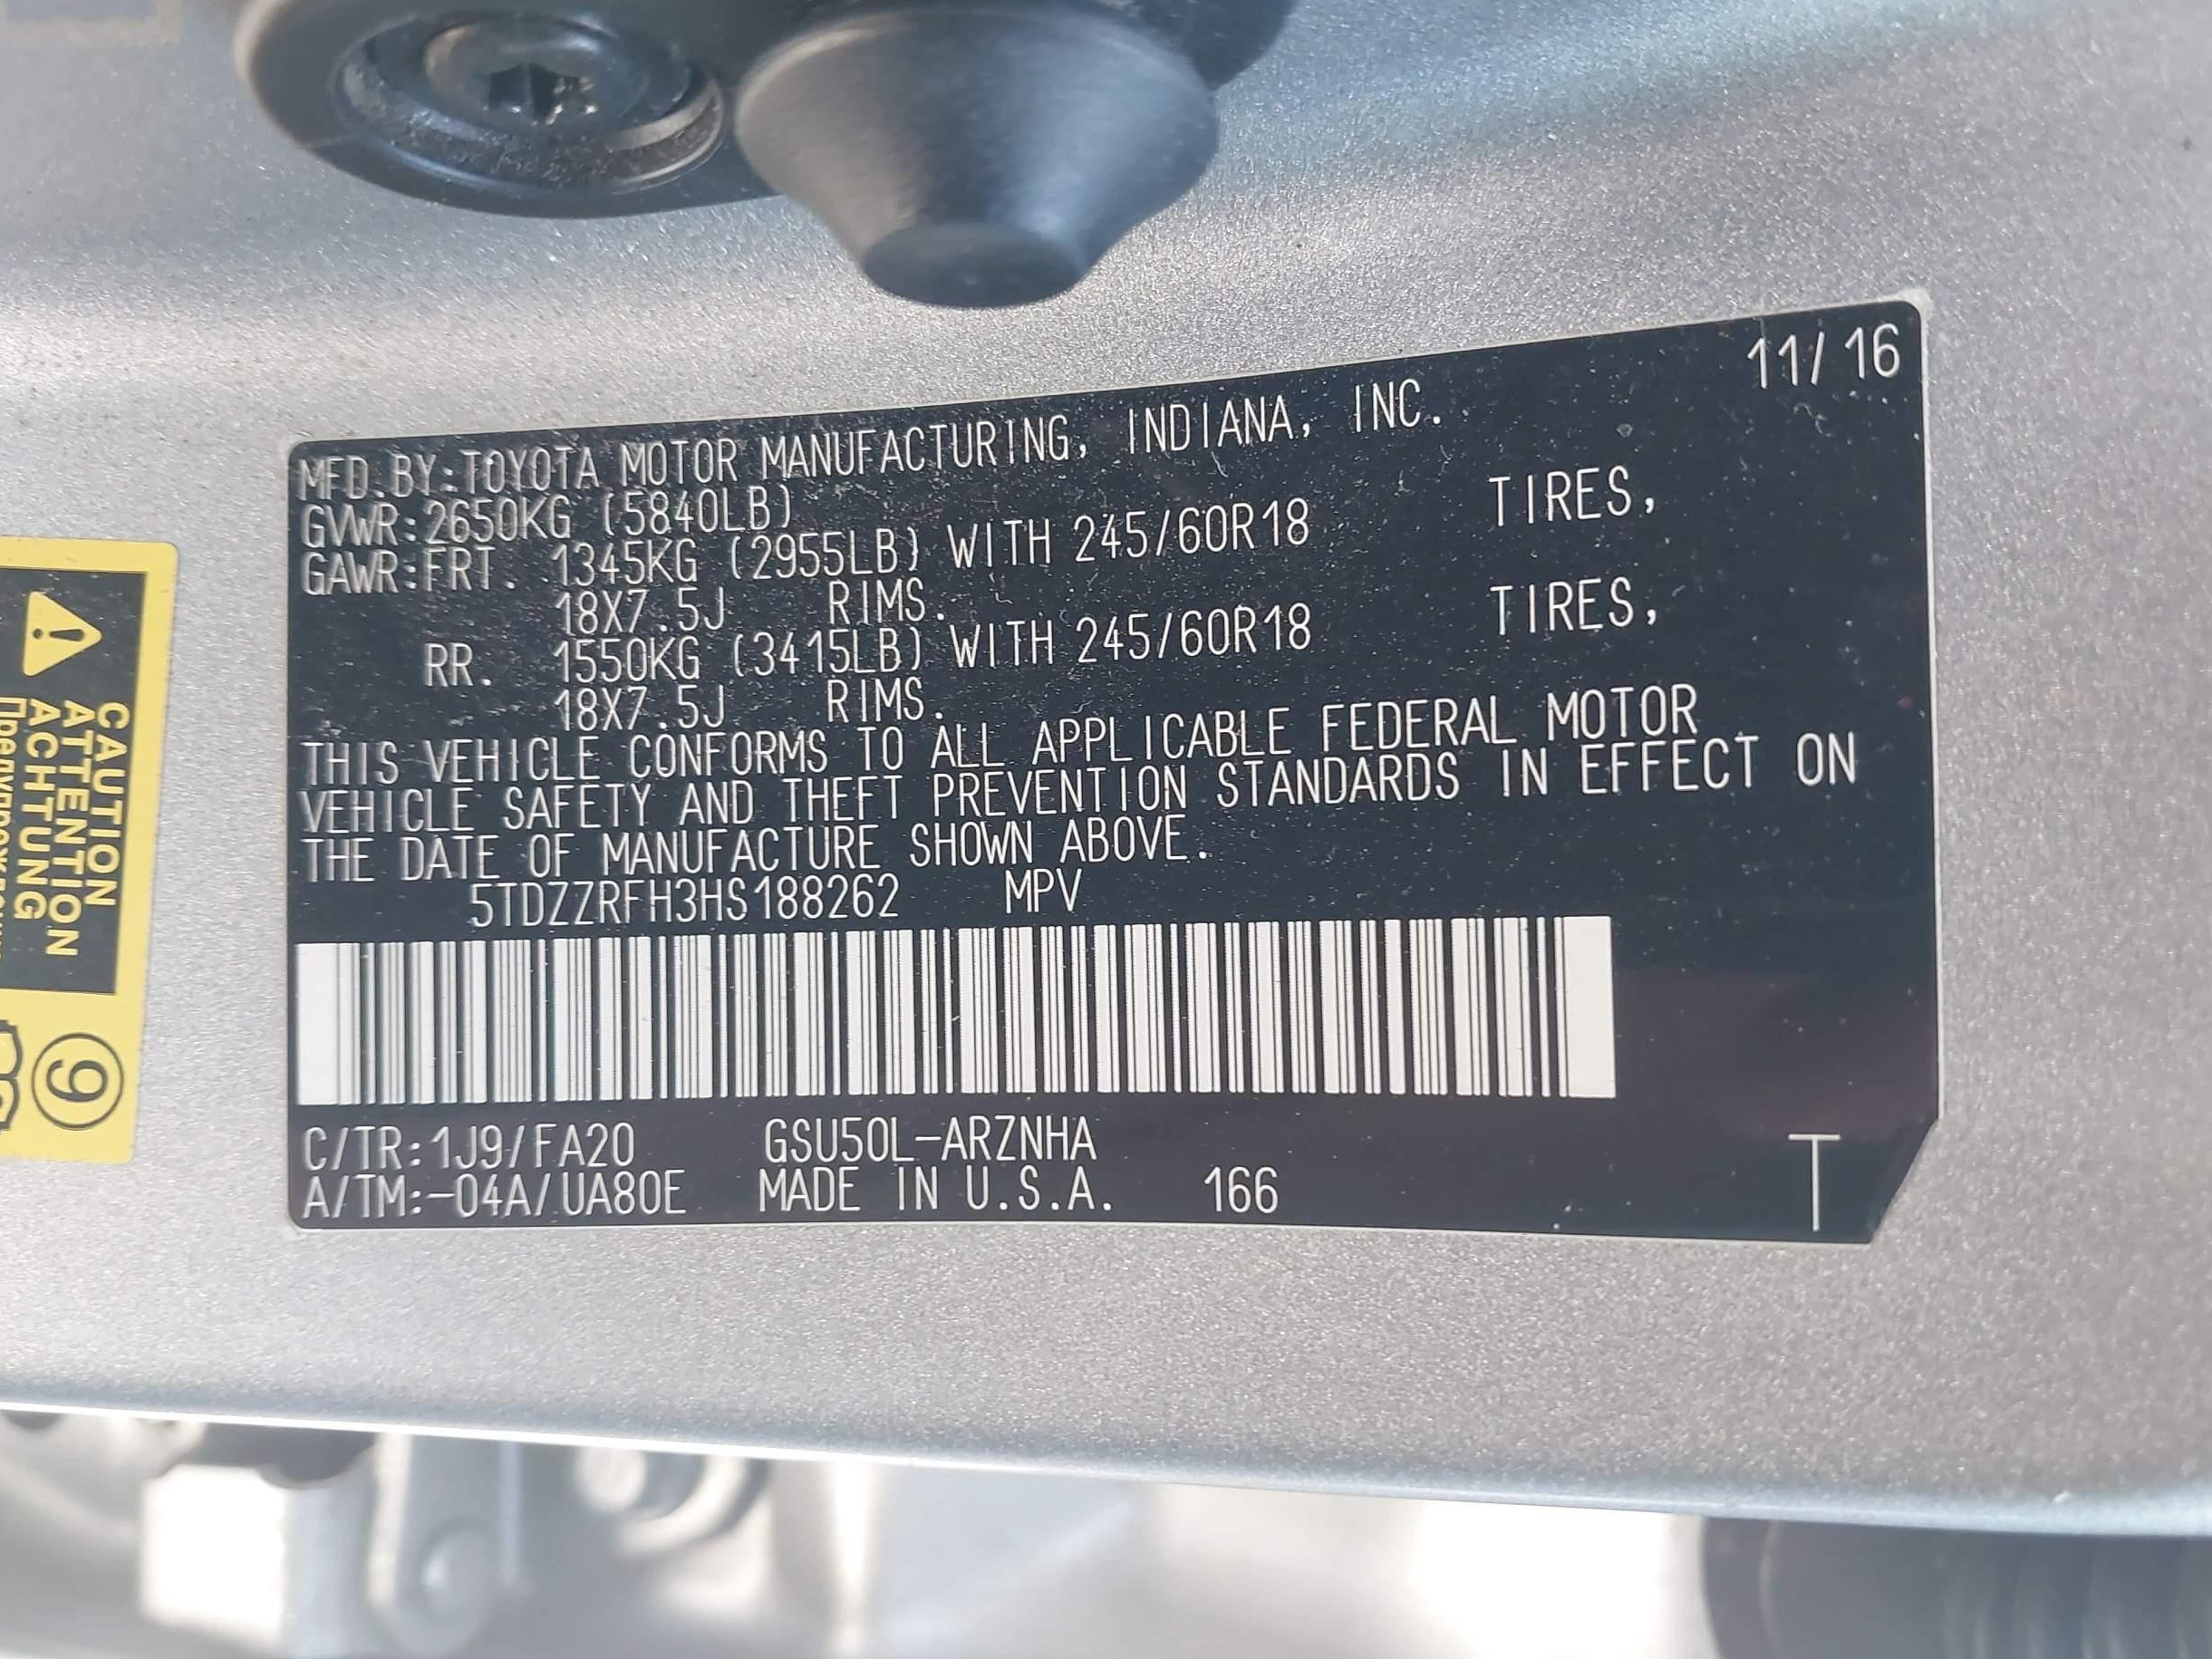 11/16
MFD. BY:TOYOTA MOTOR MANUFACTURING, INDIANA, INC.
GVWR:2650KG (5840LB)
GAWR:FRT. 1345KG (2955LB) WITH 245/60R18 TIRES,
18X7.5J RIMS.
RR. 1550KG (3415LB) WITH 245/60R18 TIRES,
18X7.5J RIMS.
THIS VEHICLE CONFORMS TO ALL APPLICABLE FEDERAL MOTOR
VEHICLE SAFETY AND THEFT PREVENTION STANDARDS IN EFFECT ON
THE DATE OF MANUFACTURE SHOWN ABOVE.
5TDZZRFH3HS188262 MPV
C/TR:1J9/FA20 GSU50L-ARZNHA
A/TM:-04A/UA80E MADE IN U.S.A. 166
T
CAUTION
ATTENTION
ACHTUNG
9